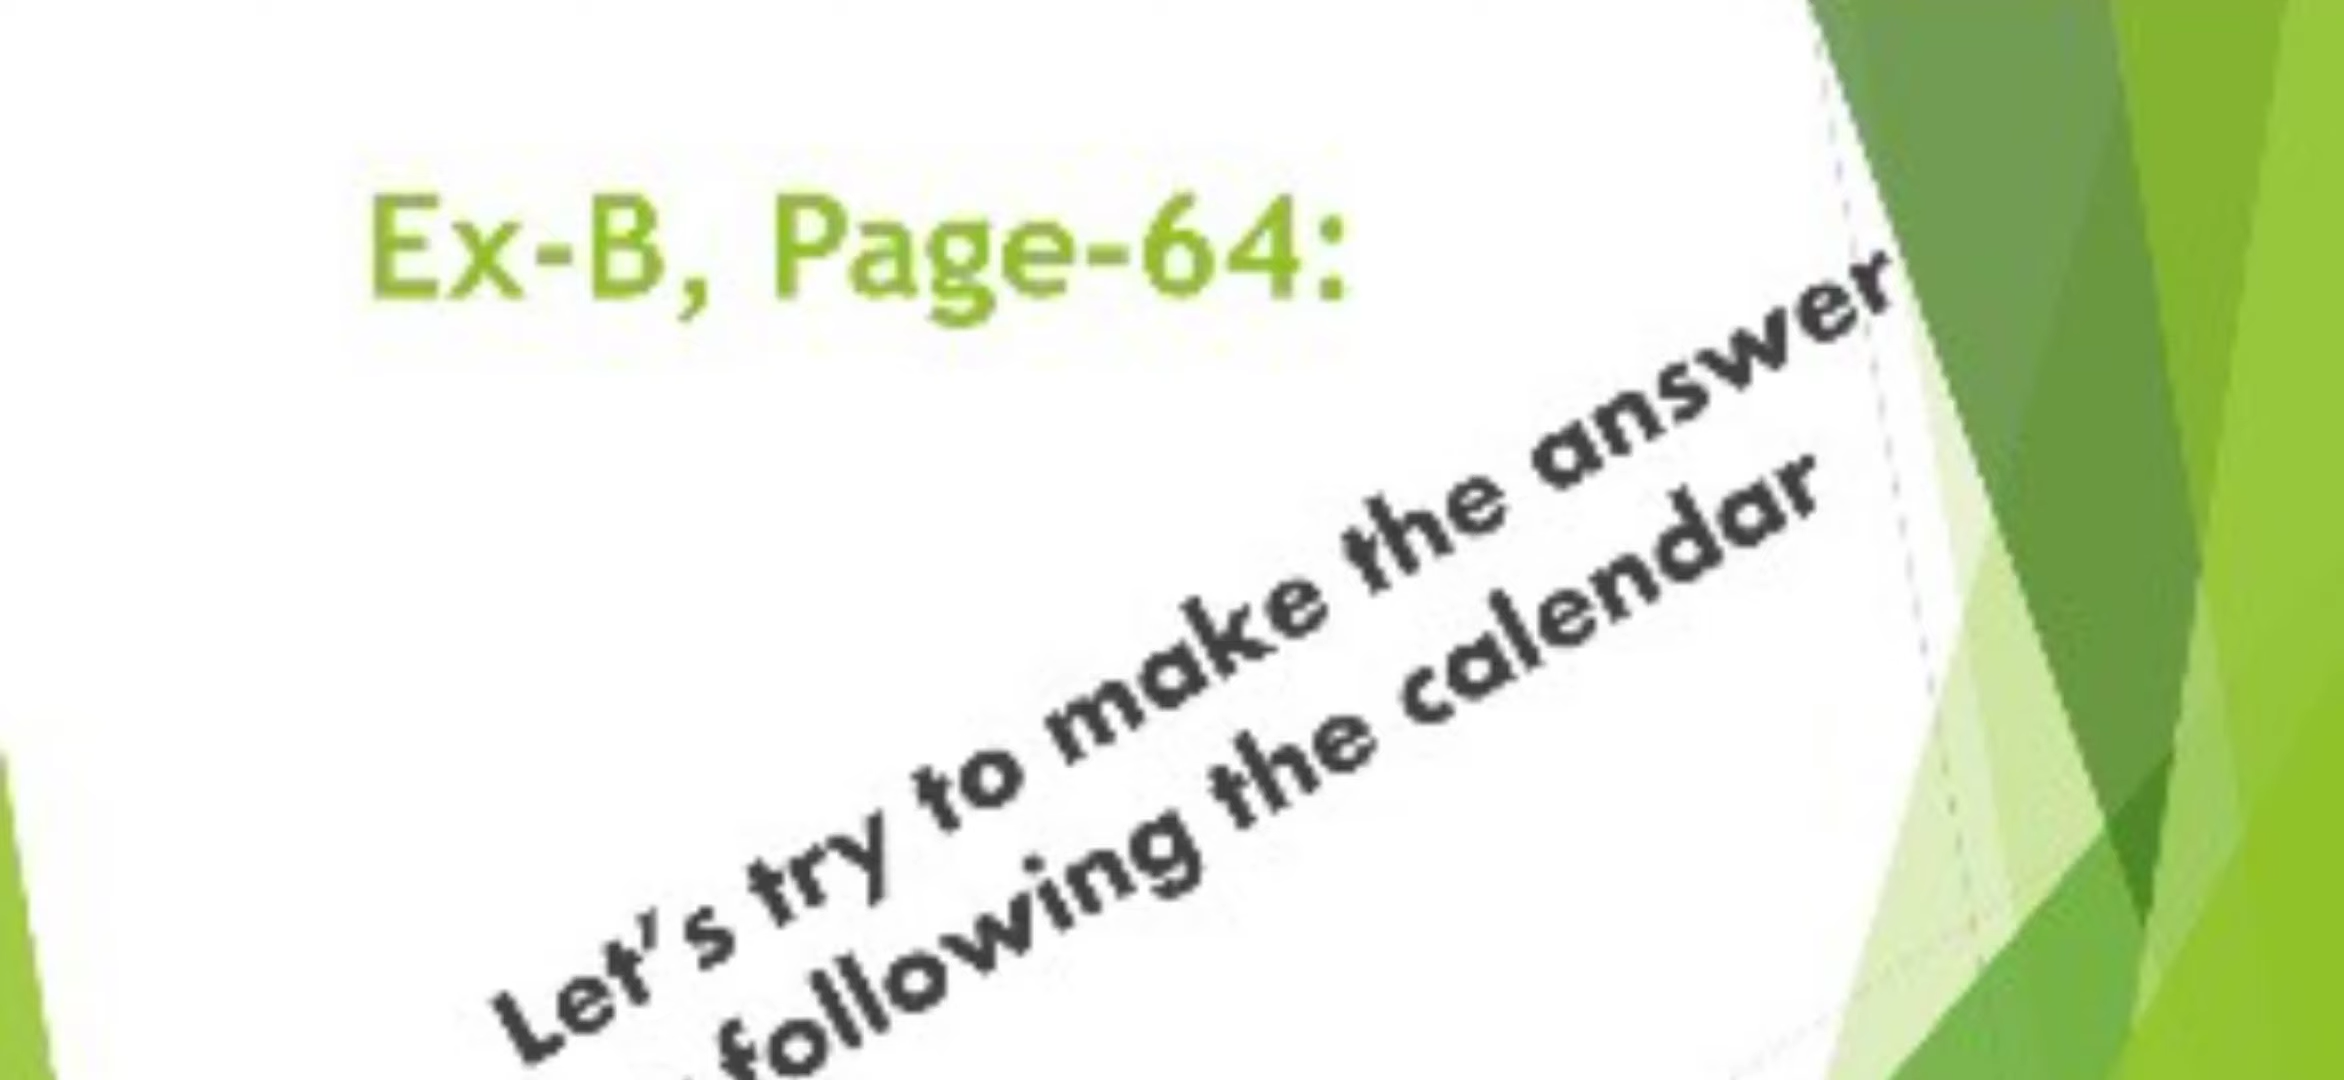 Ex-B, Page-64:
Let's try to make the answer
following the calendar